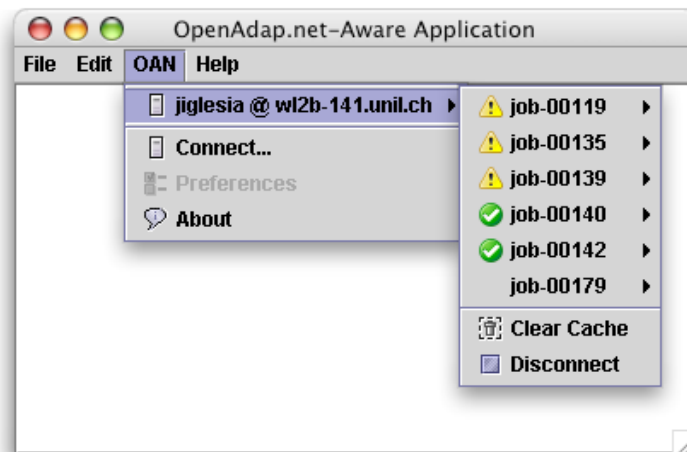 OpenAdap.net-Aware Application
File Edit OAN Help
jiglesia @ wl2b-141.unil.ch
Connect...
Preferences
About
job-00119
job-00135
job-00139
job-00140
job-00142
job-00179
Clear Cache
Disconnect